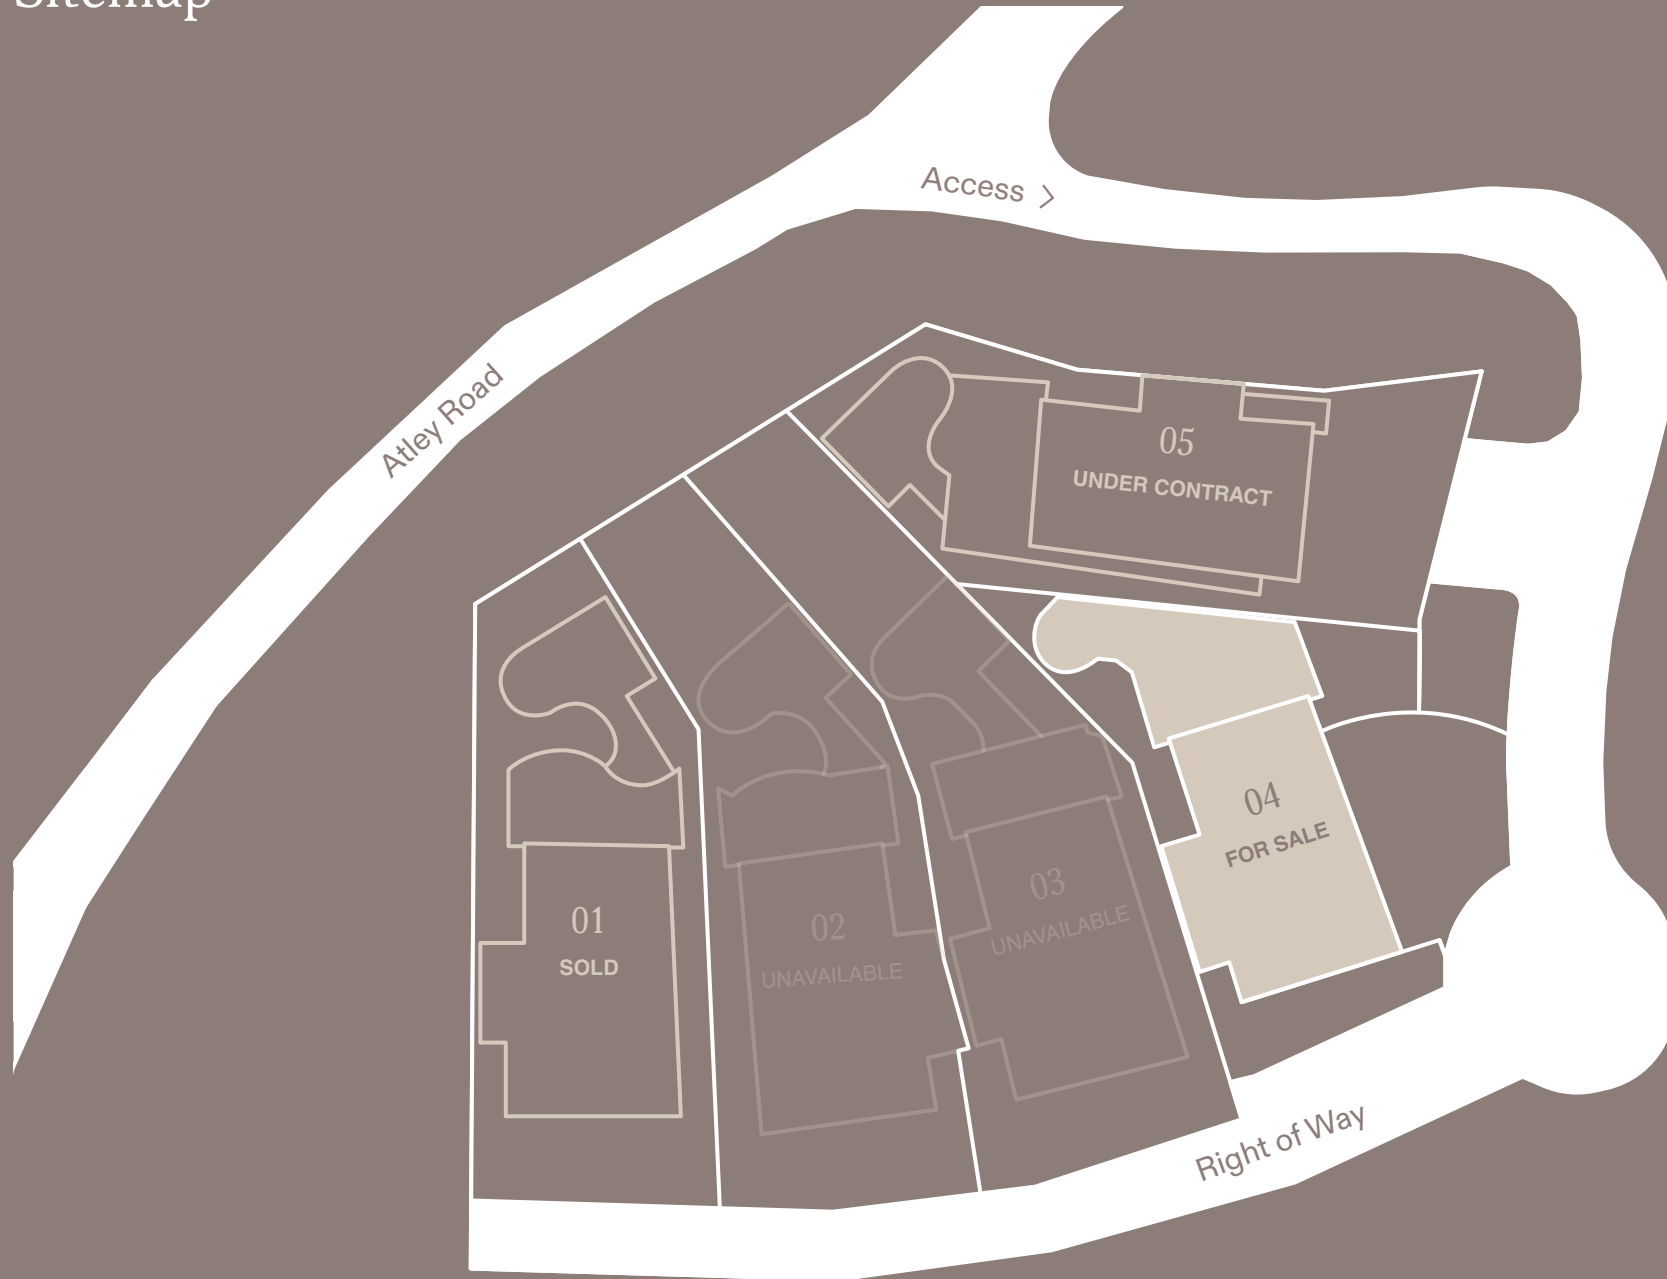 Sitemap
Access >
Atley Road
05
UNDER CONTRACT
04
FOR SALE
03
UNAVAILABLE
01
SOLD
02
UNAVAILABLE
Right of Way